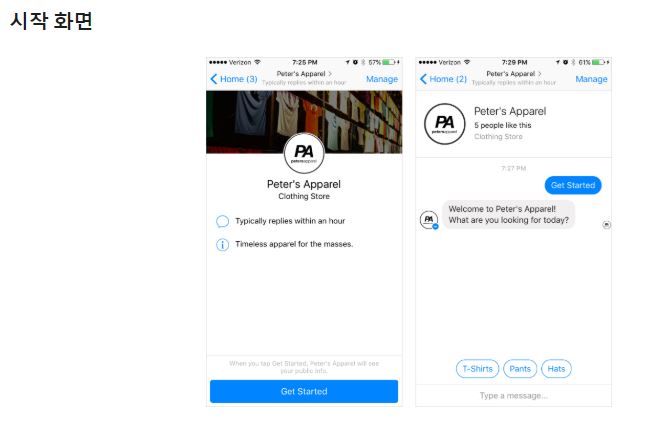 시작 화면
Verizon 7:25 PM 57%
Home (3) Peter's Apparel Manage
Typically replies within an hour
PA
petersapparel
Peter's Apparel
Clothing Store
Typically replies within an hour
Timeless apparel for the masses.
When you tap Get Started, Peter's Apparel will see
your public info.
Get Started
Verizon 7:29 PM 61%
Home (2) Peter's Apparel Manage
Typically replies within an hour
PA
petersapparel
Peter's Apparel
5 people like this
Clothing Store
7:27 PM
Get Started
Welcome to Peter's Apparel!
What are you looking for today?
PA
T-Shirts Pants Hats
Type a message...